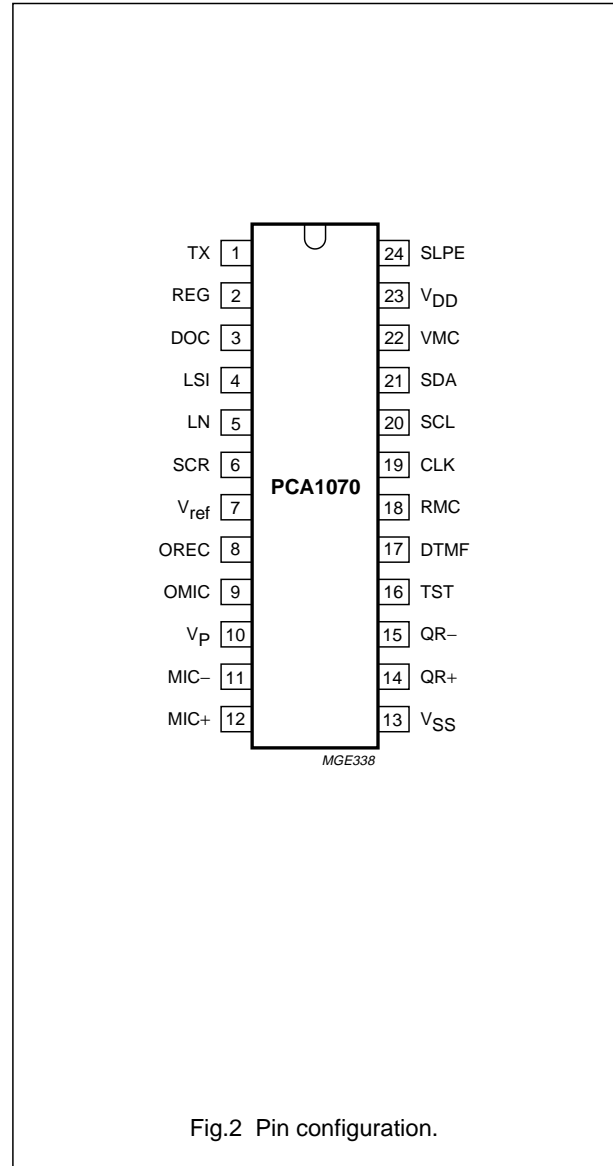 TX 1 24 SLPE
REG 2 23 VDD
DOC 3 22 VMC
LSI 4 21 SDA
LN 5 20 SCL
SCR 6 19 CLK
PCA1070
Vref 7 18 RMC
OREC 8 17 DTMF
OMIC 9 16 TST
VP 10 15 QR−
MIC− 11 14 QR+
MIC+ 12 13 VSS
MGE338
Fig.2 Pin configuration.